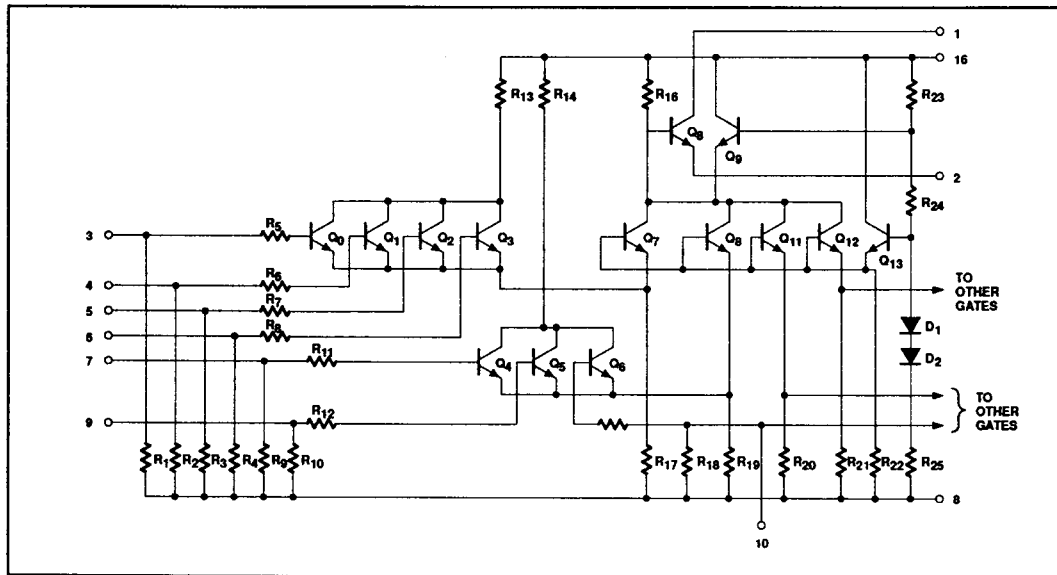 1
16
R13
R14
R16
R23
Q8
Q9
2
R24
3
R5
Q0
Q1
Q2
Q3
Q7
Q8
Q11
Q12
Q13
4
R6
TO
OTHER
GATES
5
R7
6
R8
D1
7
R11
Q4
Q5
Q6
D2
9
R12
TO
OTHER
GATES
R1
R2
R3
R4
R9
R10
R17
R18
R19
R20
R21
R22
R25
8
10